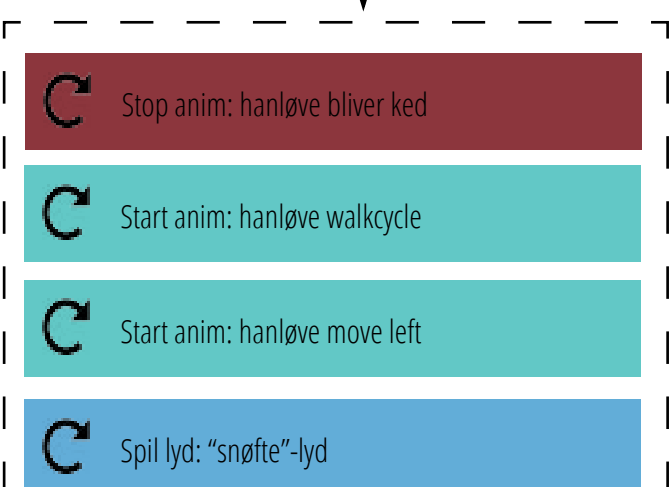 Stop anim: hanløve bliver ked
Start anim: hanløve walkcycle
Start anim: hanløve move left
Spil lyd: “snøfte”-lyd